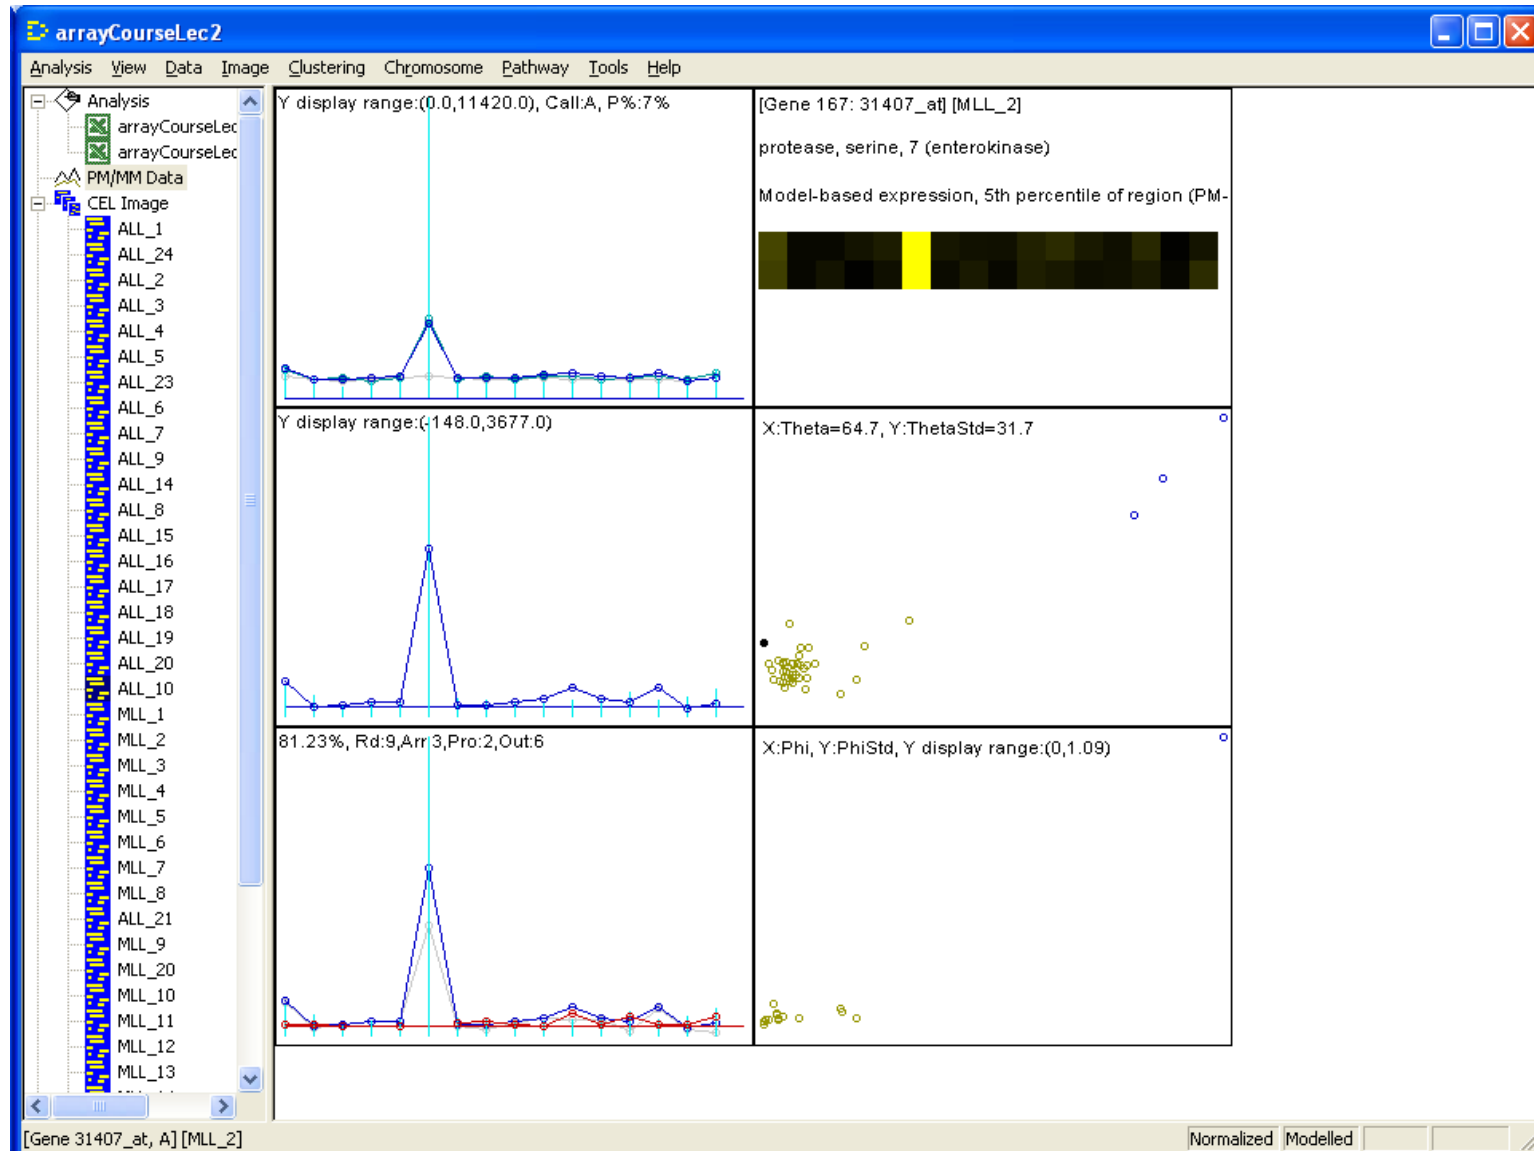 arrayCourseLec2
Analysis View Data Image Clustering Chromosome Pathway Tools Help
Analysis
arrayCourseLec
arrayCourseLec
PM/MM Data
CEL Image
ALL_1
ALL_24
ALL_2
ALL_3
ALL_4
ALL_5
ALL_23
ALL_6
ALL_7
ALL_9
ALL_14
ALL_8
ALL_15
ALL_16
ALL_17
ALL_18
ALL_19
ALL_20
ALL_10
MLL_1
MLL_2
MLL_3
MLL_4
MLL_5
MLL_6
MLL_7
MLL_8
ALL_21
MLL_9
MLL_20
MLL_10
MLL_11
MLL_12
MLL_13
Y display range:(0.0,11420.0), Call:A, P%:7%
[Gene 167: 31407_at] [MLL_2]
protease, serine, 7 (enterokinase)
Model-based expression, 5th percentile of region (PM-
Y display range:(-148.0,3677.0)
X:Theta=64.7, Y:ThetaStd=31.7
81.23%, Rd:9,Arr:3,Pro:2,Out:6
X:Phi, Y:PhiStd, Y display range:(0,1.09)
[Gene 31407_at, A] [MLL_2]
Normalized Modelled